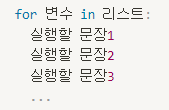 for 변수 in 리스트:
실행할 문장1
실행할 문장2
실행할 문장3
...